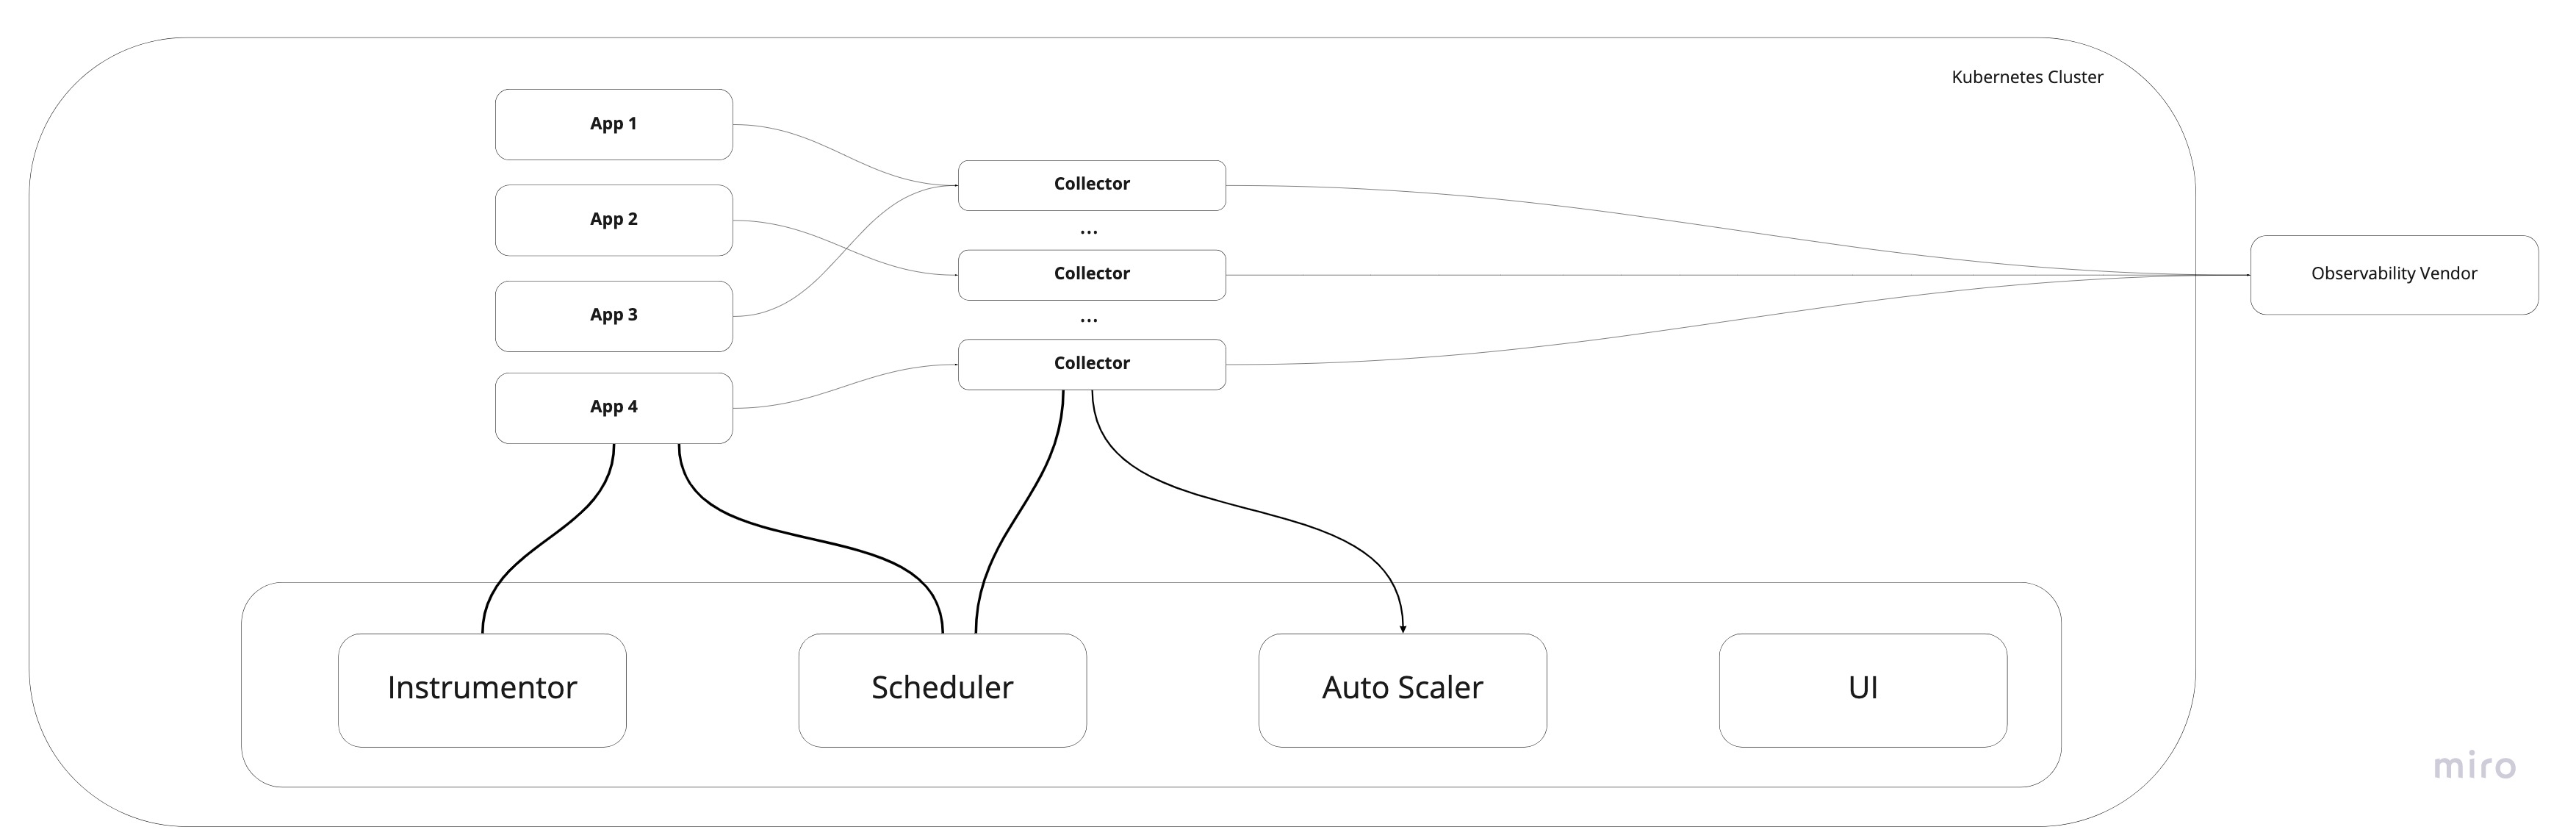 Kubernetes Cluster
App 1
App 2
App 3
App 4
Collector
...
Collector
...
Collector
Observability Vendor
Instrumentor
Scheduler
Auto Scaler
UI
miro